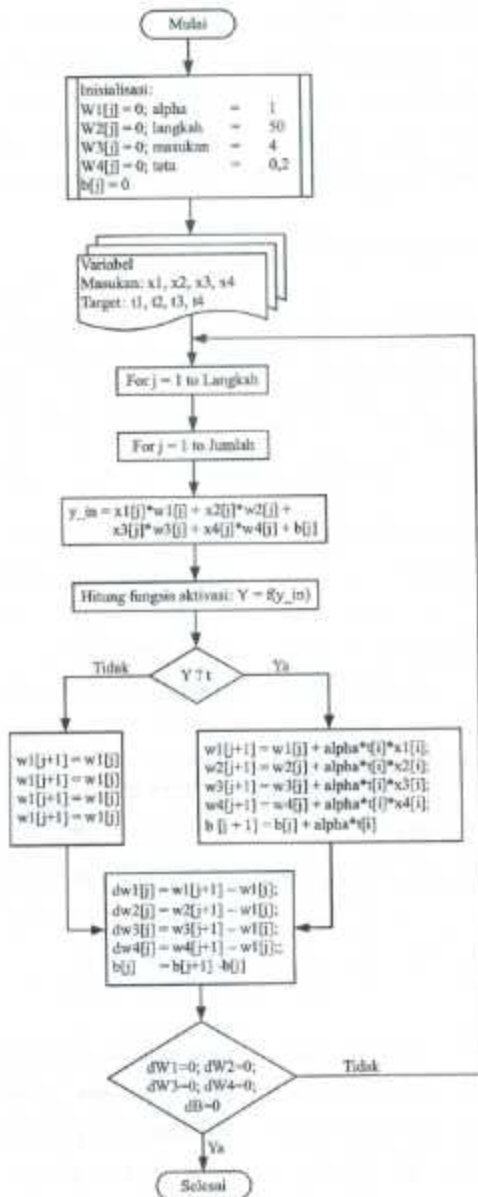 Mulai
Inisialisasi:
W1[j] = 0; alpha = 1
W2[j] = 0; langkah = 50
W3[j] = 0; masukan = 4
W4[j] = 0; teta = 0,2
b[j] = 0
Variabel
Masukan: x1, x2, x3, x4
Target: t1, t2, t3, t4
For j = 1 to Langkah
For j = 1 to Jumlah
y_in = x1[j]*w1[j] + x2[j]*w2[j] +
x3[j]*w3[j] + x4[j]*w4[j] + b[j]
Hitung fungsis aktivasi: Y = f(y_in)
Tidak
Y ? t
Ya
w1[j+1] = w1[j]
w1[j+1] = w1[j]
w1[j+1] = w1[j]
w1[j+1] = w1[j]
w1[j+1] = w1[j] + alpha*t[i]*x1[i];
w2[j+1] = w2[j] + alpha*t[i]*x2[i];
w3[j+1] = w3[j] + alpha*t[i]*x3[i];
w4[j+1] = w4[j] + alpha*t[i]*x4[i];
b [j + 1] = b[j] + alpha*t[i]
dw1[j] = w1[j+1] – w1[j];
dw2[j] = w2[j+1] – w1[j];
dw3[j] = w3[j+1] – w1[j];
dw4[j] = w4[j+1] – w1[j];;
b[j] = b[j+1] -b[j]
dW1=0; dW2=0;
dW3=0; dW4=0;
dB=0
Tidak
Ya
Selesai